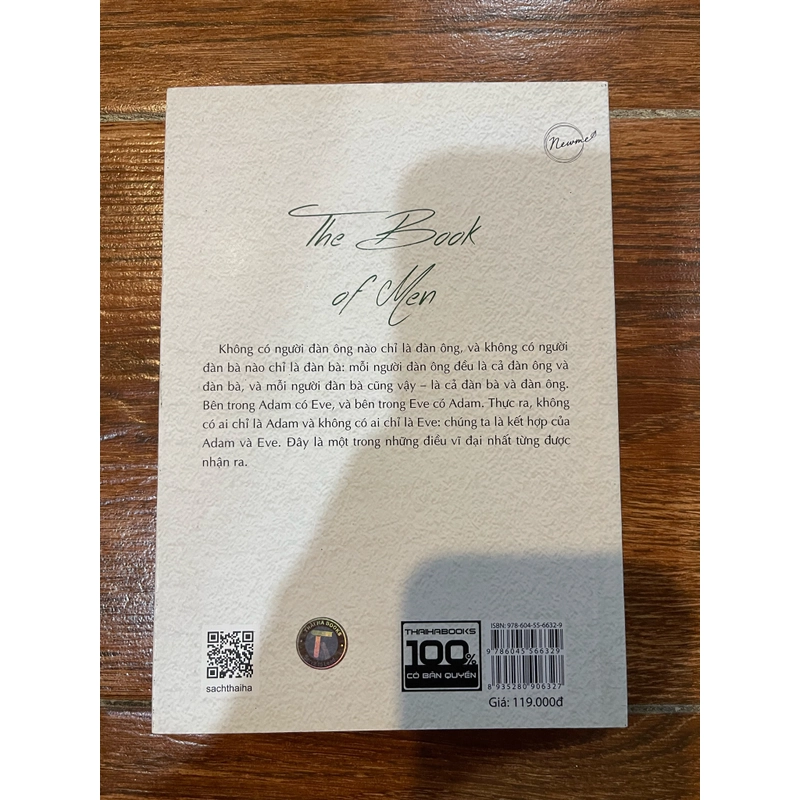 Newme
The Book
of Men
Không có người đàn ông nào chỉ là đàn ông, và không có người
đàn bà nào chỉ là đàn bà: mỗi người đàn ông đều là cả đàn ông và
đàn bà, và mỗi người đàn bà cũng vậy – là cả đàn bà và đàn ông.
Bên trong Adam có Eve, và bên trong Eve có Adam. Thực ra, không
có ai chỉ là Adam và không có ai chỉ là Eve: chúng ta là kết hợp của
Adam và Eve. Đây là một trong những điều vĩ đại nhất từng được
nhận ra.
sachthaiha
THAI HA BOOKS
T
THAIHABOOKS
100%
CÓ BẢN QUYỀN
ISBN: 978-604-55-6632-9
9 786045 566329
8 935280 906327
Giá: 119.000đ